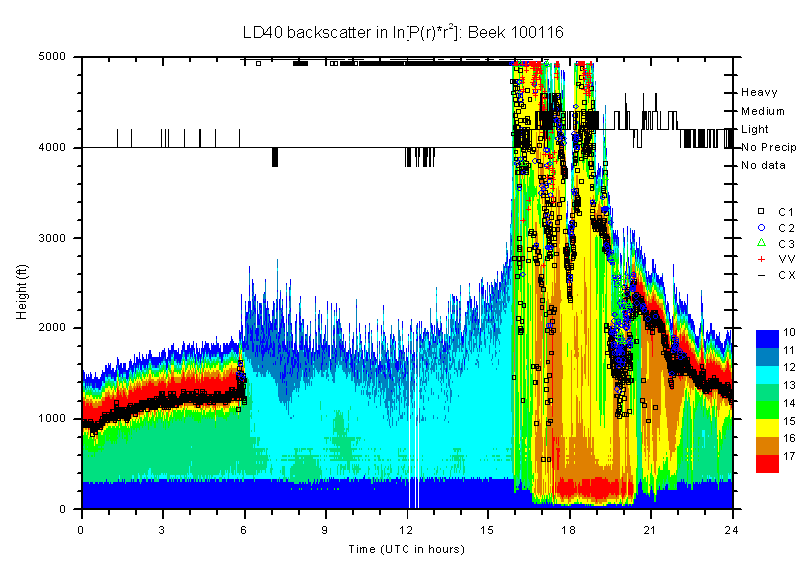 LD40 backscatter in ln[P(r)*r²]: Beek 100116
5000
4000
3000
2000
1000
0
Height (ft)
0 3 6 9 12 15 18 21 24
Time (UTC in hours)
Heavy
Medium
Light
No Precip
No data
C1
C2
C3
VV
CX
10
11
12
13
14
15
16
17